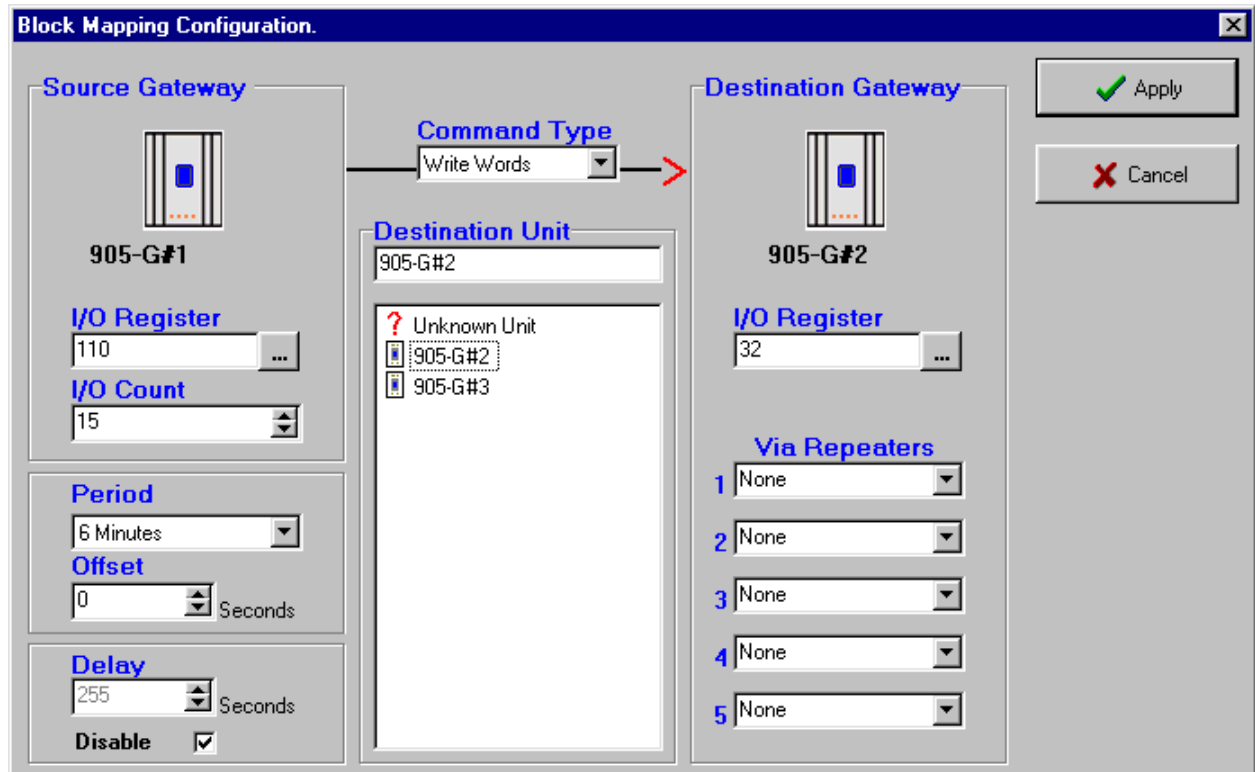 Block Mapping Configuration.
Source Gateway
905-G#1
I/O Register
110
...
I/O Count
15
Period
6 Minutes
Offset
0
Seconds
Delay
255
Seconds
Disable
Command Type
Write Words
Destination Unit
905-G#2
? Unknown Unit
905-G#2
905-G#3
Destination Gateway
905-G#2
I/O Register
32
...
Via Repeaters
1 None
2 None
3 None
4 None
5 None
Apply
Cancel